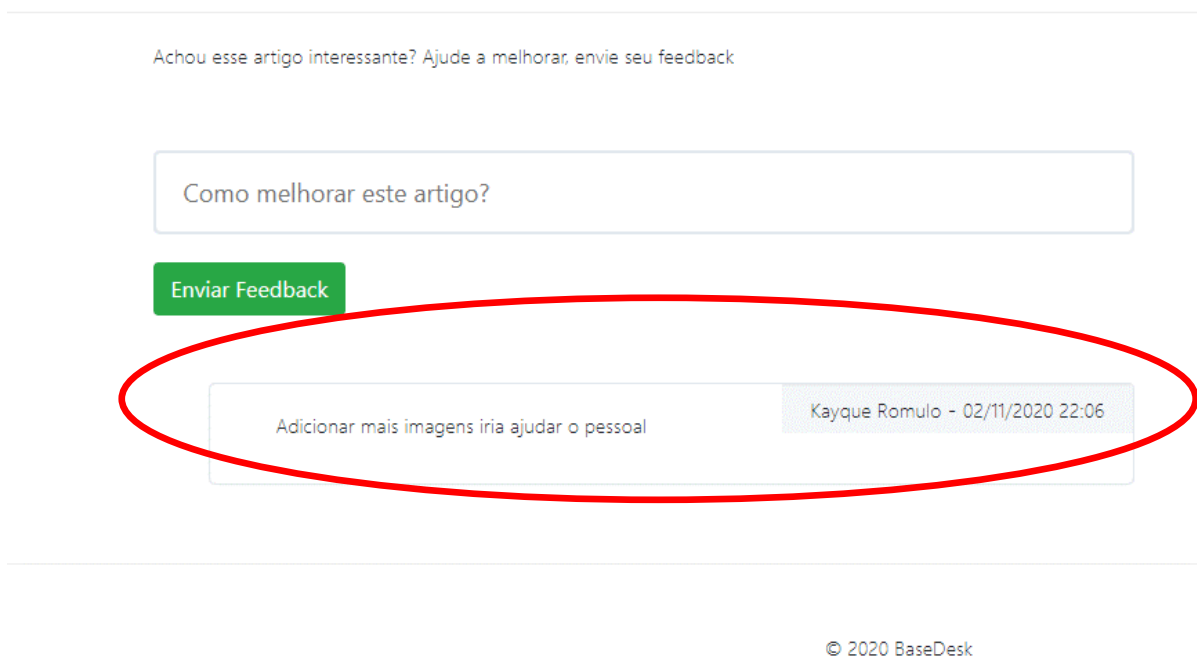 Achou esse artigo interessante? Ajude a melhorar, envie seu feedback
Como melhorar este artigo?
Enviar Feedback
Kayque Romulo - 02/11/2020 22:06
Adicionar mais imagens iria ajudar o pessoal
© 2020 BaseDesk